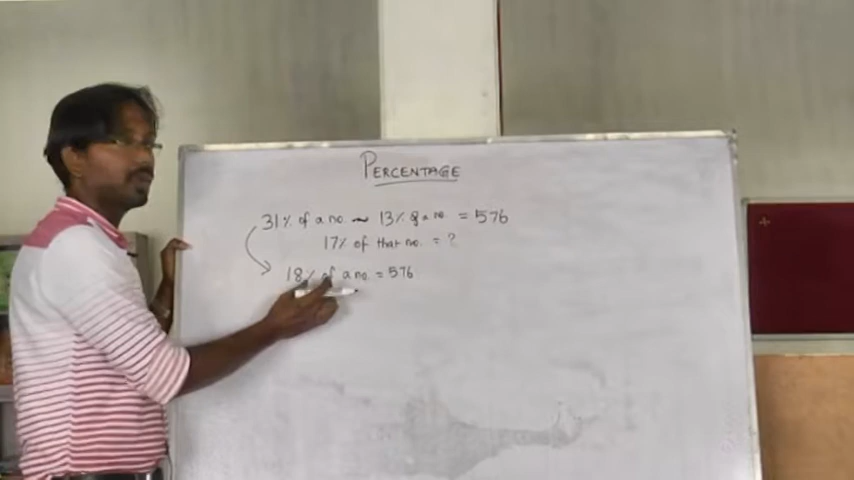 PERCENTAGE
31% of a no. ~ 13% of a no. = 576
17% of that no. = ?
18% of a no. = 576